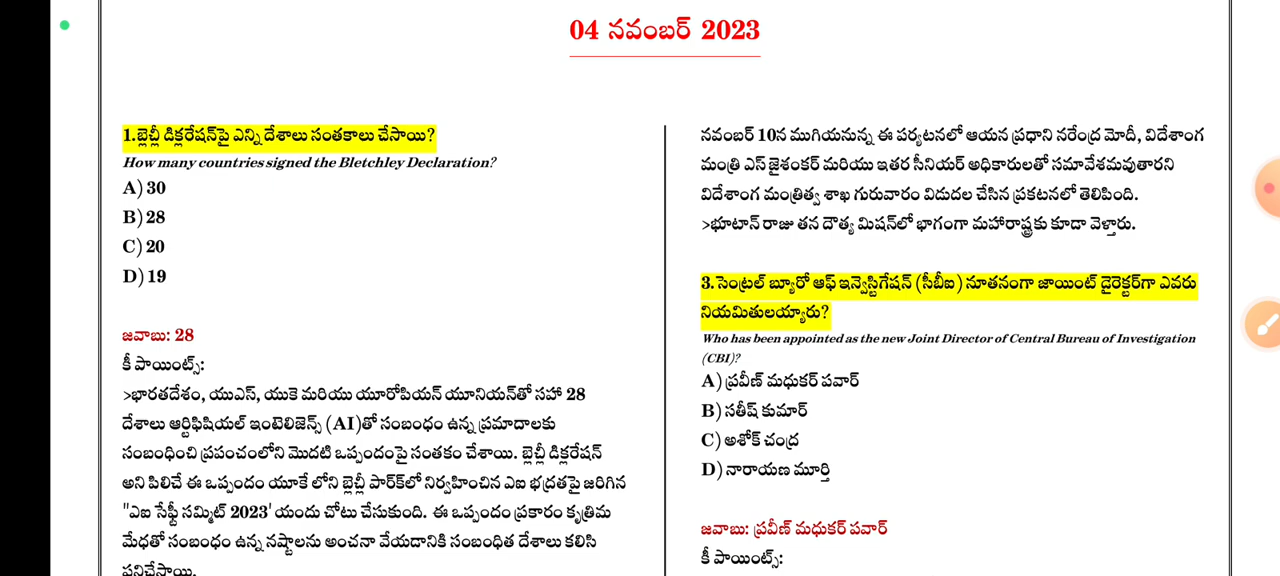 04 నవంబర్ 2023
1.బ్లెచ్లీ డిక్లరేషన్‌పై ఎన్ని దేశాలు సంతకాలు చేసాయి?
How many countries signed the Bletchley Declaration?
A) 30
B) 28
C) 20
D) 19
జవాబు: 28
కీ పాయింట్స్:
>భారతదేశం, యుఎస్, యుకె మరియు యూరోపియన్ యూనియన్‌తో సహా 28
దేశాలు ఆర్టిఫిషియల్ ఇంటెలిజెన్స్ (AI)తో సంబంధం ఉన్న ప్రమాదాలకు
సంబంధించి ప్రపంచంలోని మొదటి ఒప్పందంపై సంతకం చేశాయి. బ్లెచ్లీ డిక్లరేషన్
అని పిలిచే ఈ ఒప్పందం యూకే లోని బ్లెచ్లీ పార్క్‌లో నిర్వహించిన ఎఐ భద్రతపై జరిగిన
"ఎఐ సేఫ్టీ సమ్మిట్ 2023' యందు చోటు చేసుకుంది. ఈ ఒప్పందం ప్రకారం కృత్రిమ
మేధతో సంబంధం ఉన్న నష్టాలను అంచనా వేయడానికి సంబంధిత దేశాలు కలిసి
పనిచేస్తాయి.
నవంబర్ 10న ముగియనున్న ఈ పర్యటనలో ఆయన ప్రధాని నరేంద్ర మోదీ, విదేశాంగ
మంత్రి ఎస్ జైశంకర్ మరియు ఇతర సీనియర్ అధికారులతో సమావేశమవుతారని
విదేశాంగ మంత్రిత్వ శాఖ గురువారం విడుదల చేసిన ప్రకటనలో తెలిపింది.
>భూటాన్ రాజు తన దౌత్య మిషన్‌లో భాగంగా మహారాష్ట్రకు కూడా వెళ్తారు.
3.సెంట్రల్ బ్యూరో ఆఫ్ ఇన్వెస్టిగేషన్ (సీబీఐ) నూతనంగా జాయింట్ డైరెక్టర్‌గా ఎవరు
నియమితులయ్యారు?
Who has been appointed as the new Joint Director of Central Bureau of Investigation
(CBI)?
A) ప్రవీణ్ మధుకర్ పవార్
B) సతీష్ కుమార్
C) అశోక్ చంద్ర
D) నారాయణ మూర్తి
జవాబు: ప్రవీణ్ మధుకర్ పవార్
కీ పాయింట్స్: